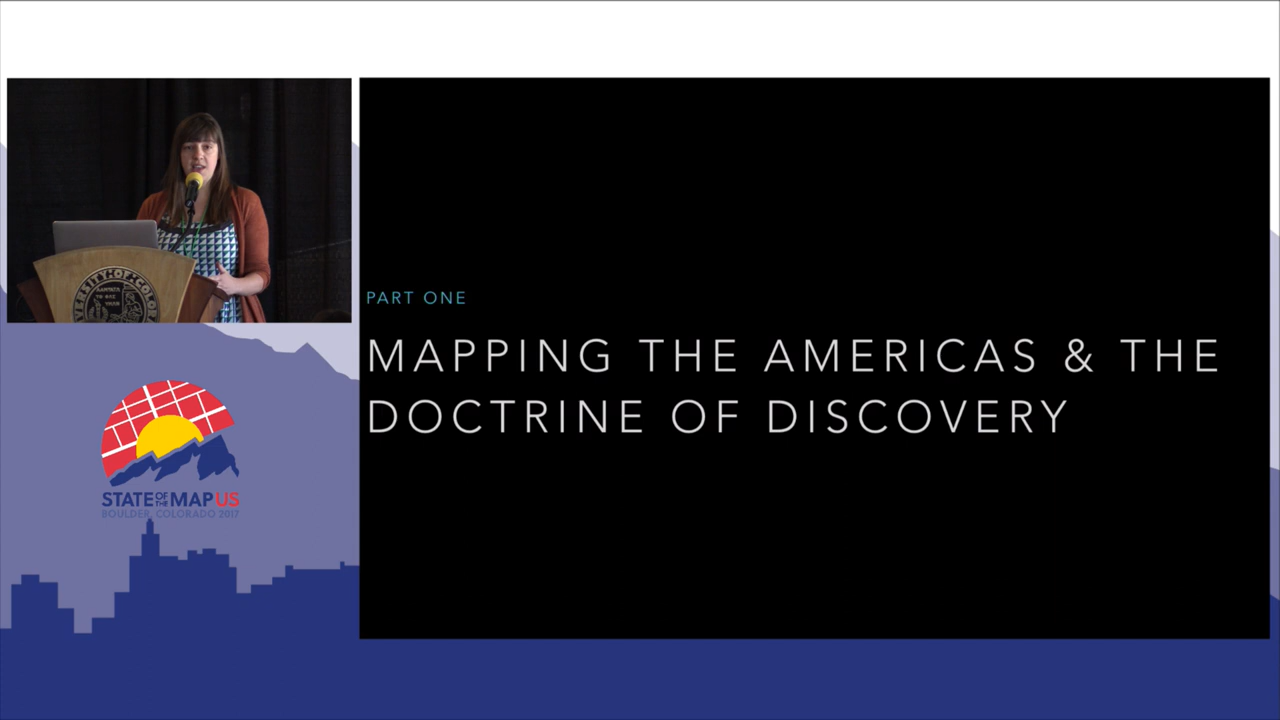 PART ONE
MAPPING THE AMERICAS & THE
DOCTRINE OF DISCOVERY
STATE OF THE MAP US
BOULDER, COLORADO 2017